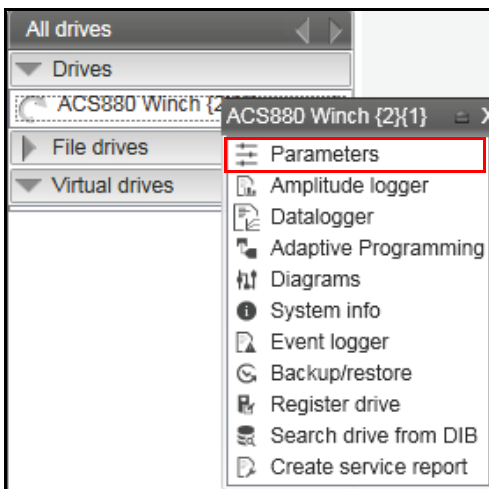 All drives
Drives
ACS880 Winch {2
ACS880 Winch {2}{1} X
Parameters
File drives
Amplitude logger
Virtual drives
Datalogger
Adaptive Programming
Diagrams
System info
Event logger
Backup/restore
Register drive
Search drive from DIB
Create service report